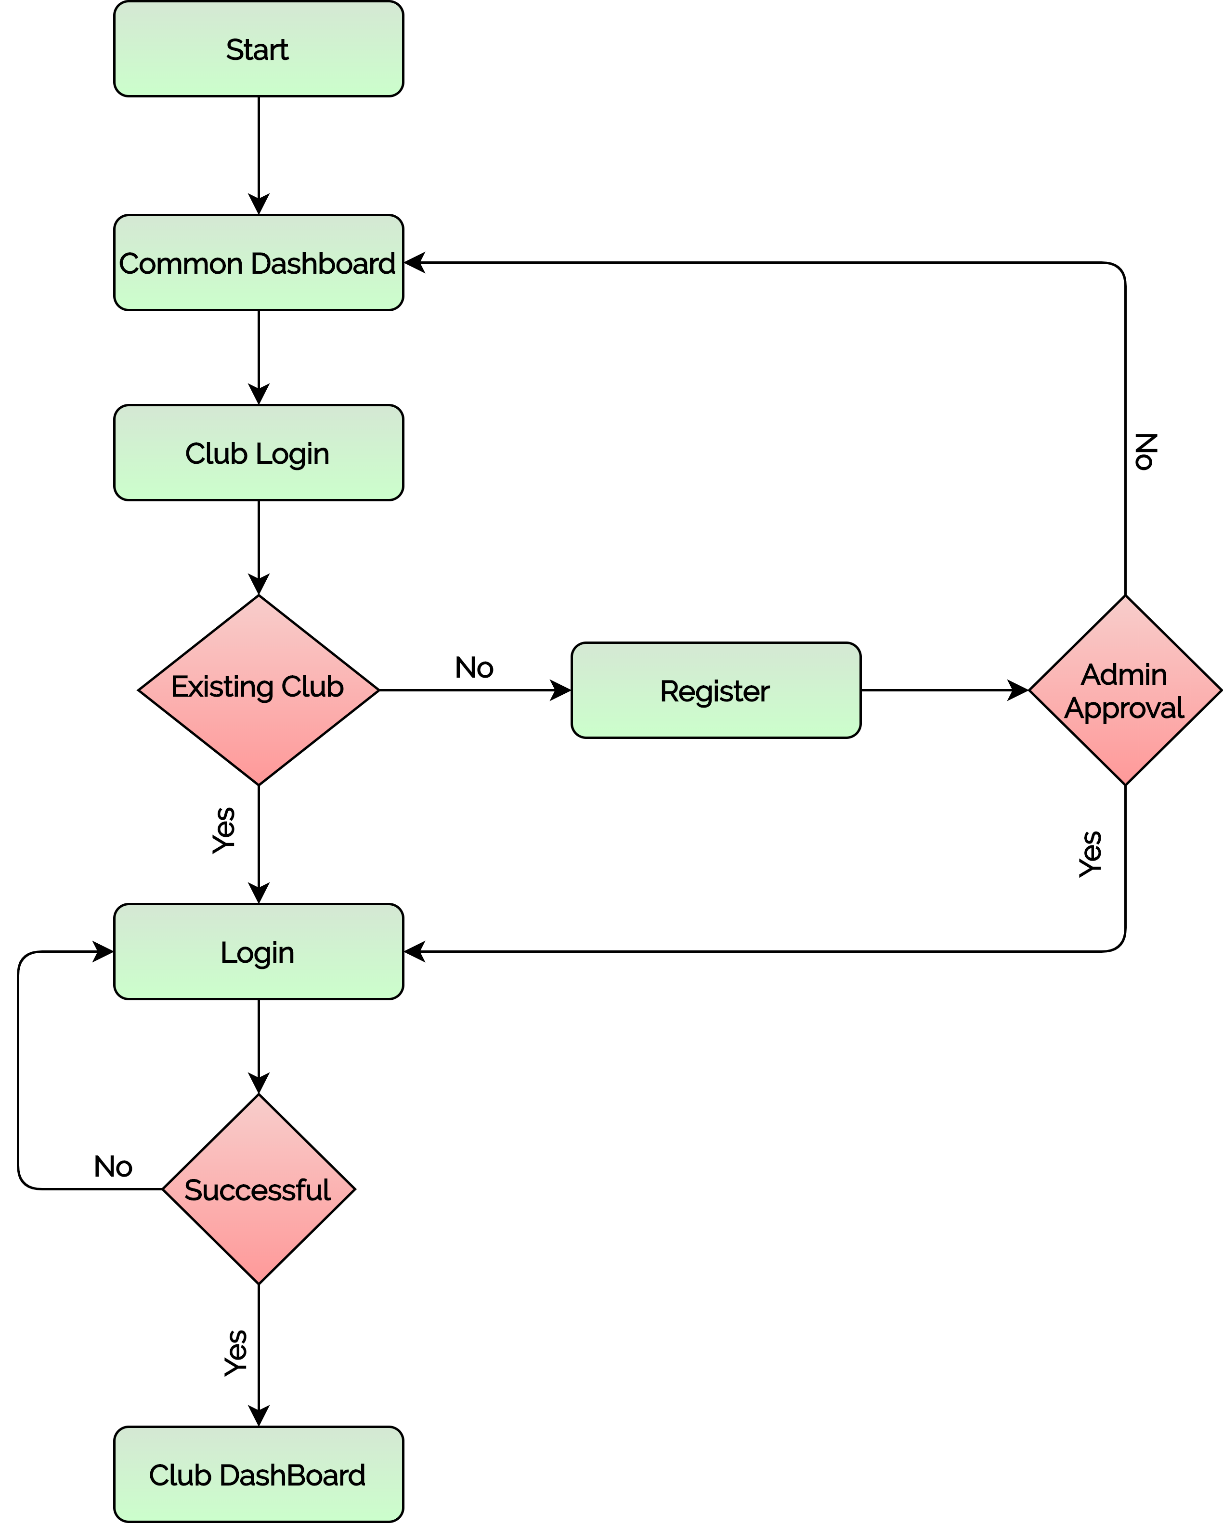 Start
Common Dashboard
Club Login
No
Existing Club
No
Register
Admin
Approval
Yes
Yes
Login
No
Successful
Yes
Club DashBoard